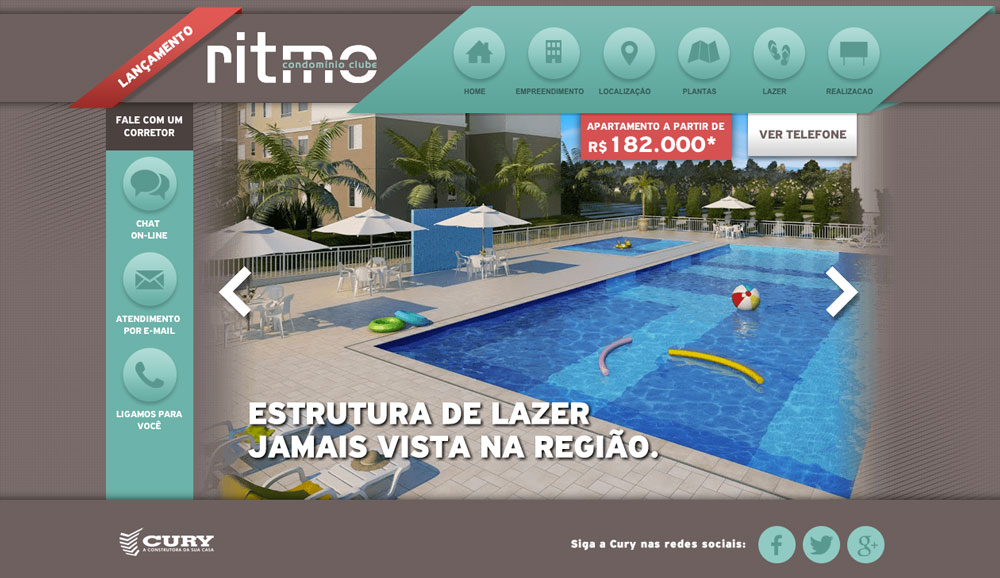 LANÇAMENTO
ritmo
condomínio clube
HOME
EMPREENDIMENTO
LOCALIZAÇÃO
PLANTAS
LAZER
REALIZACAO
FALE COM UM
CORRETOR
APARTAMENTO A PARTIR DE
R$ 182.000*
VER TELEFONE
CHAT
ON-LINE
ATENDIMENTO
POR E-MAIL
LIGAMOS PARA
VOCÊ
ESTRUTURA DE LAZER
JAMAIS VISTA NA REGIÃO.
CURY
A CONSTRUTORA DA SUA CASA
Siga a Cury nas redes sociais:
f
g+